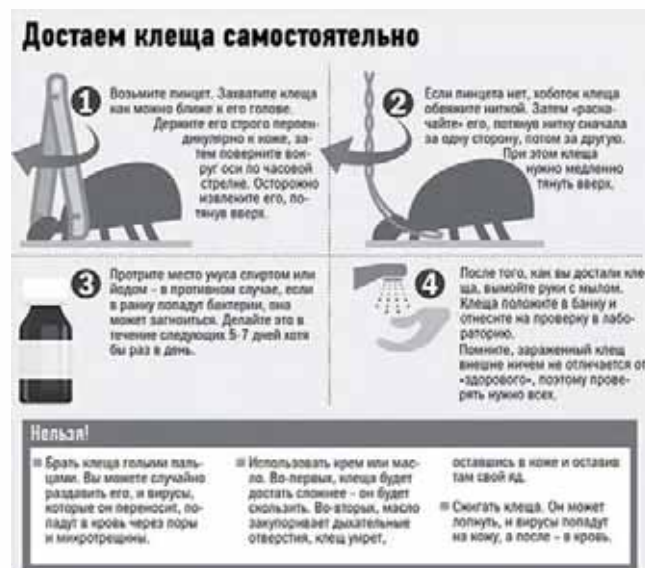 Достаем клеща самостоятельно
1
Возьмите пинцет. Захватите клеща
как можно ближе к его голове.
Держите его строго перпен-
дикулярно к коже, за-
тем поверните вок-
руг оси по часовой
стрелке. Осторожно
извлеките его, по-
тянув вверх.
2
Если пинцета нет, хоботок клеща
обвяжите ниткой. Затем «раска-
чайте» его, потянув нитку сначала
за одну сторону, потом за другую.
При этом клеща
нужно медленно
тянуть вверх.
3
Протрите место укуса спиртом или
йодом - в противном случае, если
в ранку попадут бактерии, она
может загноиться. Делайте это в
течение следующих 5-7 дней хотя
бы раз в день.
4
После того, как вы достали кле-
ща, вымойте руки с мылом.
Клеща положите в банку и
отнесите на проверку в лабо-
раторию.
Помните, зараженный клещ
внешне ничем не отличается от
«здорового», поэтому прове-
рять нужно всех.
Нельзя!
Брать клеща голыми паль-
цами. Вы можете случайно
раздавить его, и вирусы,
которые он переносит, по-
падут в кровь через поры
и микротрещины.
Использовать крем или мас-
ло. Во-первых, клеща будет
достать сложнее - он будет
скользить. Во-вторых, масло
закупоривает дыхательные
отверстия, клещ умрет,
оставшись в коже и оставив
там свой яд.
Сжигать клеща. Он может
лопнуть, и вирусы попадут
на кожу, а после - в кровь.